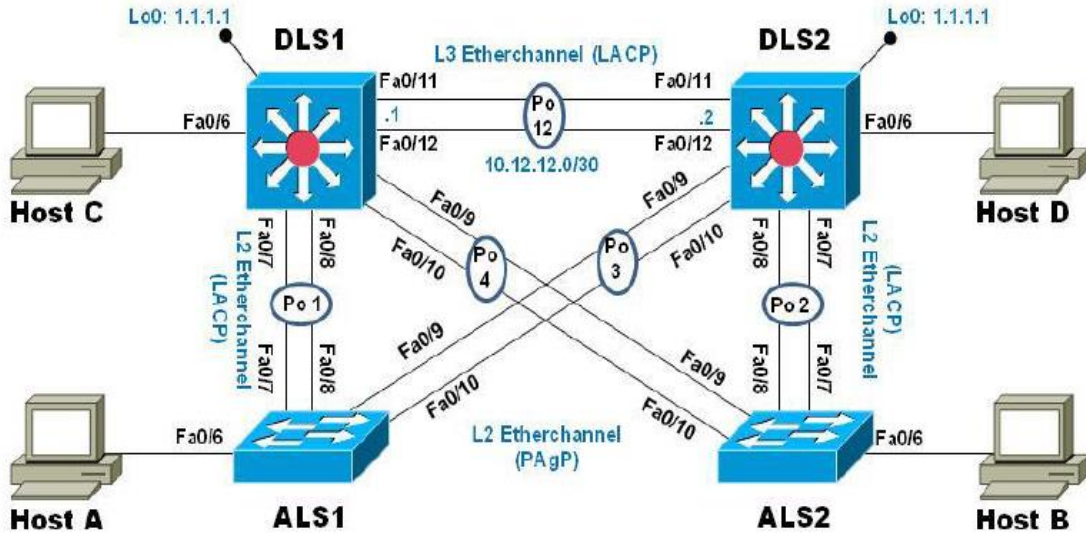 Lo0: 1.1.1.1
Lo0: 1.1.1.1
DLS1
DLS2
L3 Etherchannel (LACP)
Fa0/11
Fa0/11
Po
12
Fa0/6
.1
.2
Fa0/6
Fa0/12
Fa0/12
10.12.12.0/30
Host C
Host D
Fa0/9
Fa0/9
Fa0/7
Fa0/8
Fa0/10
Po
4
Po
3
Fa0/10
Fa0/8
Fa0/7
L2 Etherchannel
(LACP)
Po 1
Po 2
L2 Etherchannel
(LACP)
Fa0/7
Fa0/8
Fa0/9
Fa0/10
Fa0/9
Fa0/10
Fa0/8
Fa0/7
Fa0/6
L2 Etherchannel
(PAgP)
Fa0/6
Host A
ALS1
ALS2
Host B